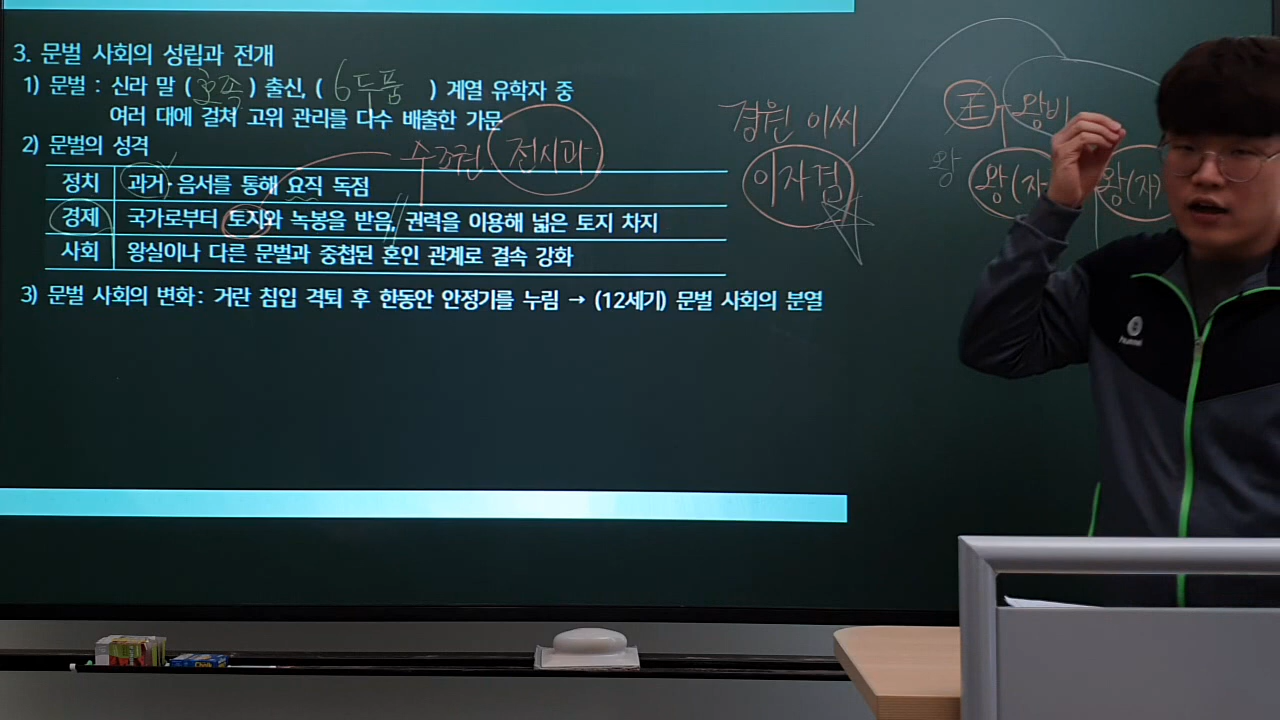 3. 문벌 사회의 성립과 전개
1) 문벌 : 신라 말 ( 호족 ) 출신, ( 6두품 ) 계열 유학자 중
여러 대에 걸쳐 고위 관리를 다수 배출한 가문
2) 문벌의 성격
수조권 전시과
정치 과거·음서를 통해 요직 독점
경제 국가로부터 토지와 녹봉을 받음, 권력을 이용해 넓은 토지 차지
사회 왕실이나 다른 문벌과 중첩된 혼인 관계로 결속 강화
3) 문벌 사회의 변화 : 거란 침입 격퇴 후 한동안 안정기를 누림 → (12세기) 문벌 사회의 분열
경원 이씨
이자겸
王 왕비
왕 왕(자) 왕(자)
hummel